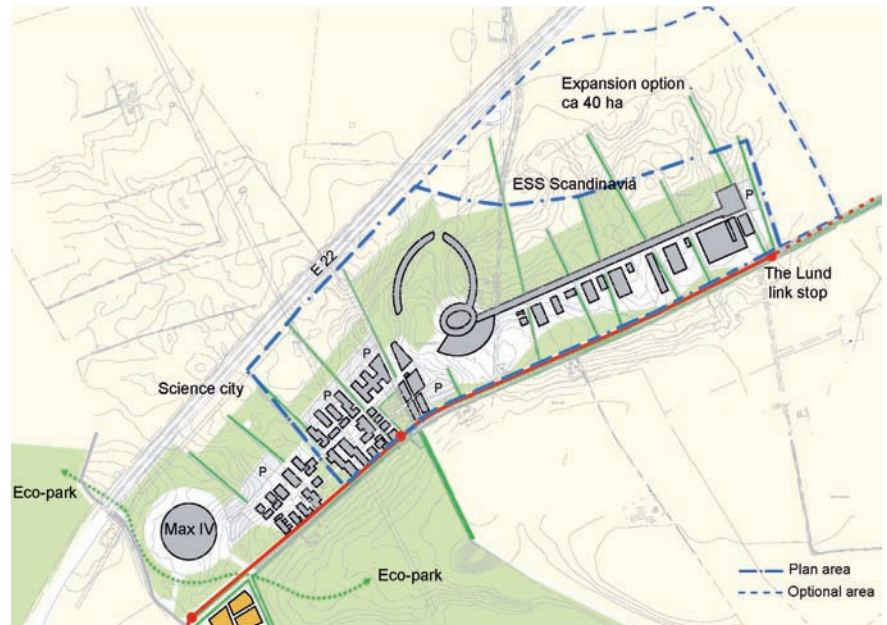 Expansion option
ca 40 ha
ESS Scandinavia
P
E 22
The Lund
link stop
P
Science city
P
P
P
Eco-park
Max IV
Eco-park
Plan area
Optional area